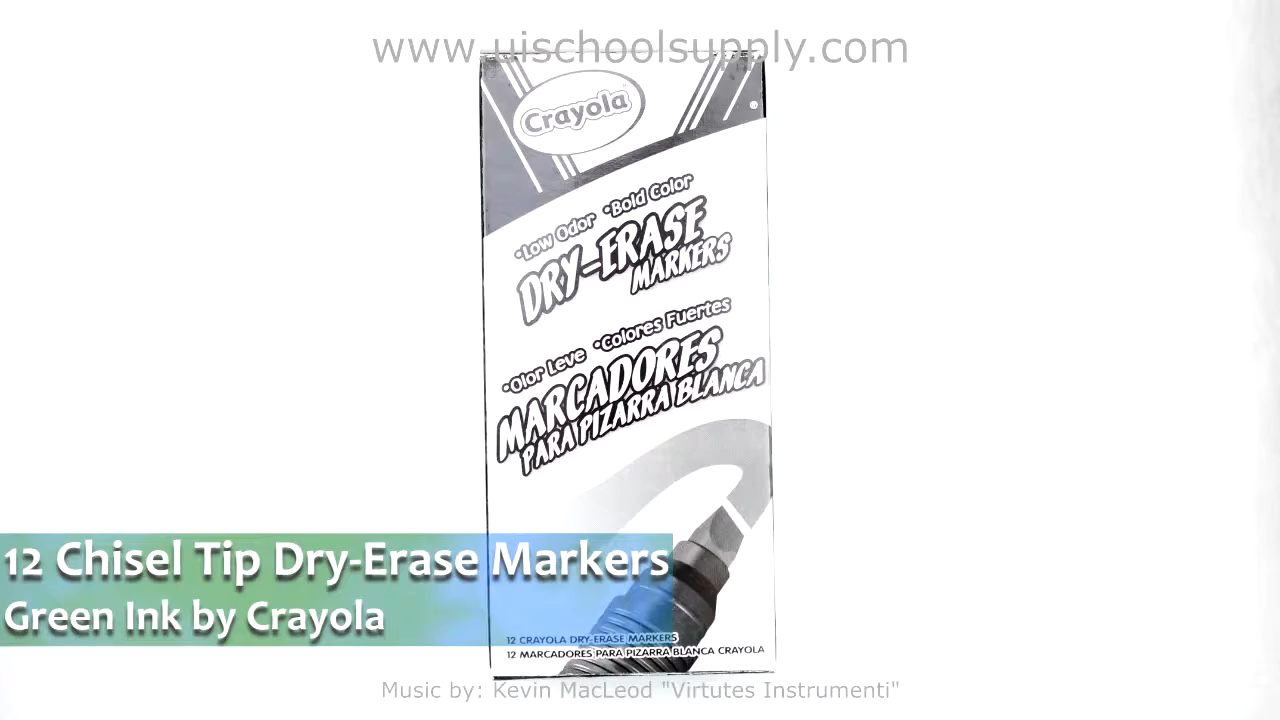 www.uischoolsupply.com
Crayola
•Low Odor •Bold Color
DRY-ERASE
MARKERS
•Olor Leve •Colores Fuertes
MARCADORES
PARA PIZARRA BLANCA
12 Chisel Tip Dry-Erase Markers
Green Ink by Crayola
12 CRAYOLA DRY-ERASE MARKERS
12 MARCADORES PARA PIZARRA BLANCA CRAYOLA
Music by: Kevin MacLeod "Virtutes Instrumenti"